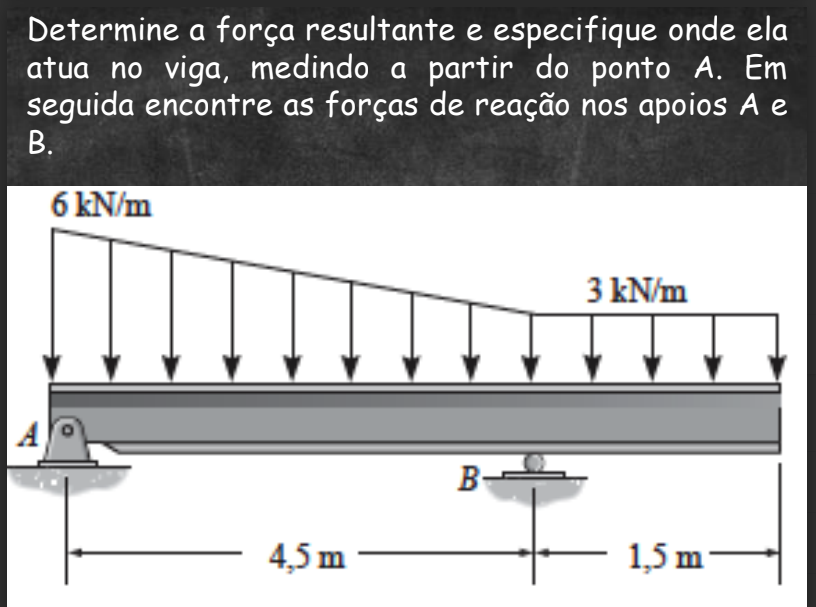 Determine a força resultante e especifique onde ela
atua no viga, medindo a partir do ponto A. Em
seguida encontre as forças de reação nos apoios A e
B.
6 kN/m
3 kN/m
A
B
4,5 m
1,5 m